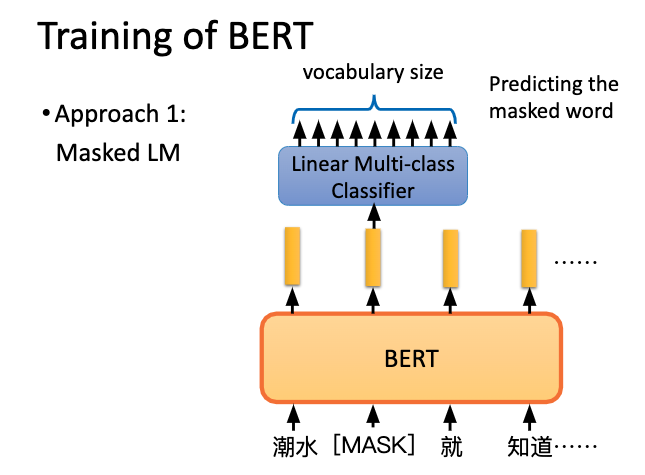 Training of BERT
• Approach 1:
Masked LM
vocabulary size
Predicting the
masked word
Linear Multi-class
Classifier
……
BERT
潮水 [MASK] 就 知道……